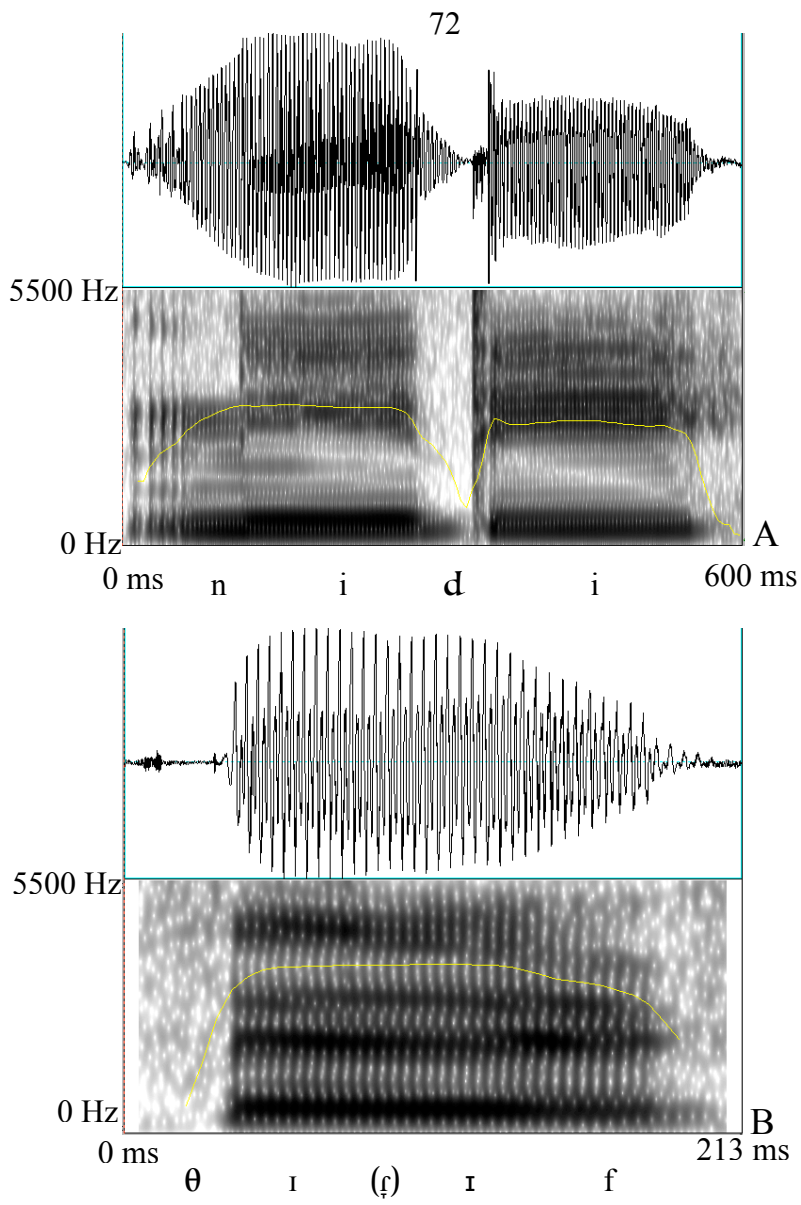 72
5500 Hz
0 Hz
A
0 ms 600 ms
n i d i
5500 Hz
0 Hz
B
0 ms 213 ms
θ ɪ (ɾ̞) ɪ f